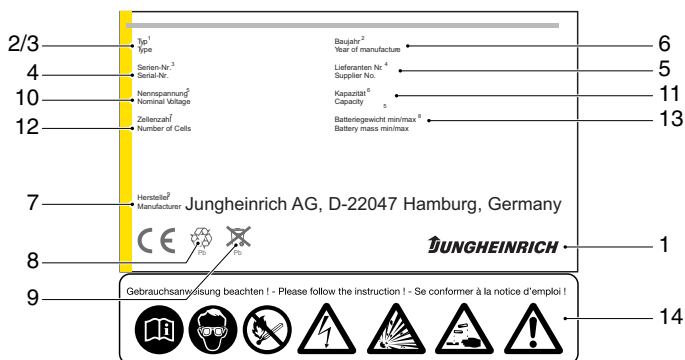 2/3
Typ1
Type
Baujahr2
Year of manufacture
6
4
Serien-Nr.3
Serial-Nr.
Lieferanten Nr.4
Supplier No.
5
10
Nennspannung5
Nominal Voltage
Kapazität6
Capacity
5
11
12
Zellenzahl7
Number of Cells
Batteriegewicht min/max8
Battery mass min/max
13
7
Hersteller9
Manufacturer
Jungheinrich AG, D-22047 Hamburg, Germany
CE
Pb
Pb
8
9
JUNGHEINRICH
1
Gebrauchsanweisung beachten ! - Please follow the instruction ! - Se conformer à la notice d'emploi !
14